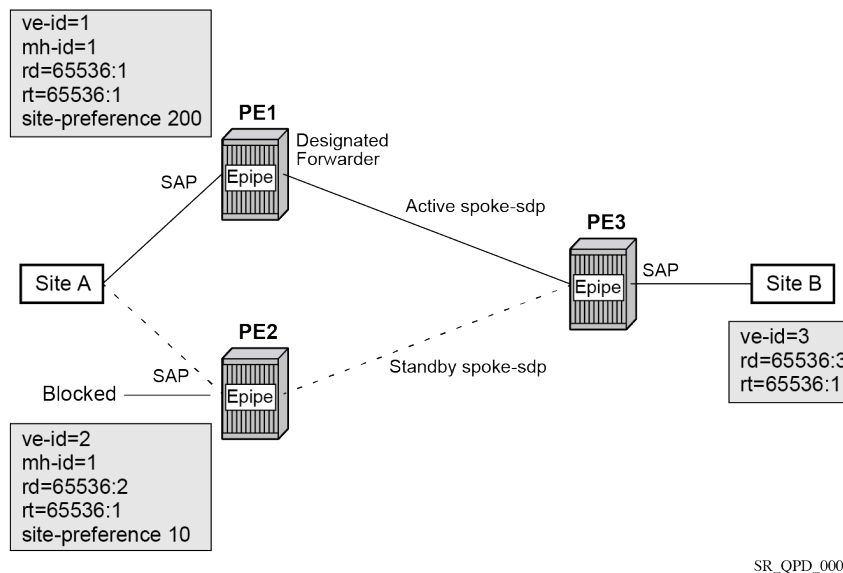 ve-id=1
mh-id=1
rd=65536:1
rt=65536:1
site-preference 200
PE1
Designated
Forwarder
Epipe
SAP
Active spoke-sdp
PE3
Epipe
SAP
Site A
Site B
PE2
SAP
Standby spoke-sdp
Blocked
Epipe
ve-id=3
rd=65536:3
rt=65536:1
ve-id=2
mh-id=1
rd=65536:2
rt=65536:1
site-preference 10
SR_QPD_000